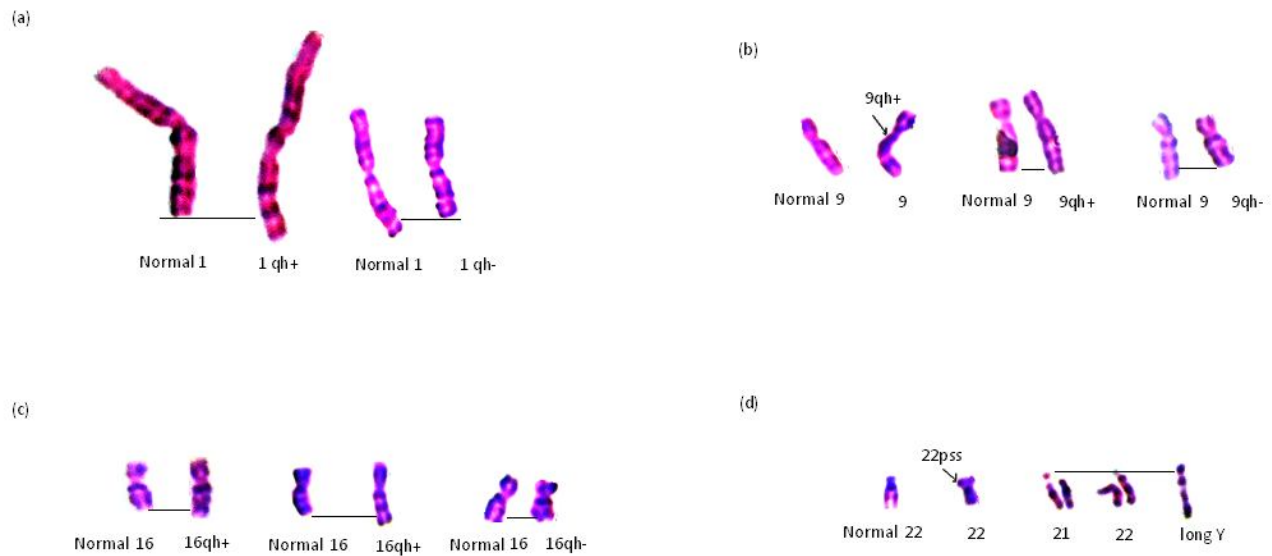 (a)
Normal 1 1 qh+ Normal 1 1 qh-
(b)
9qh+
Normal 9 9 Normal 9 9qh+ Normal 9 9qh-
(c)
Normal 16 16qh+ Normal 16 16qh+ Normal 16 16qh-
(d)
22pss
Normal 22 22 21 22 long Y